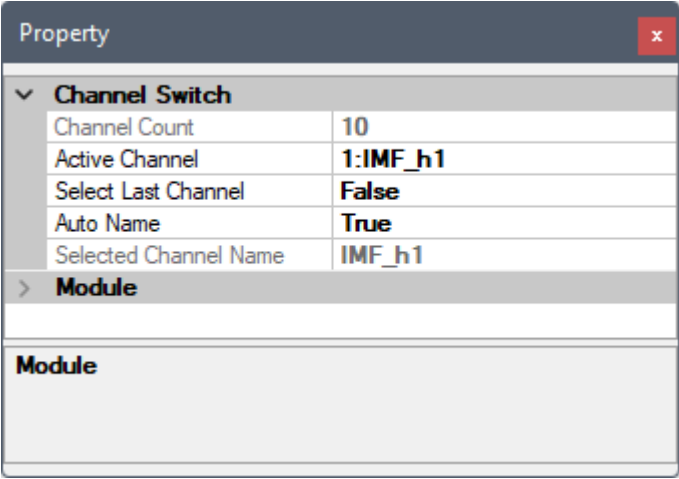 Property
x
Channel Switch
Channel Count 10
Active Channel 1:IMF_h1
Select Last Channel False
Auto Name True
Selected Channel Name IMF_h1
Module
Module